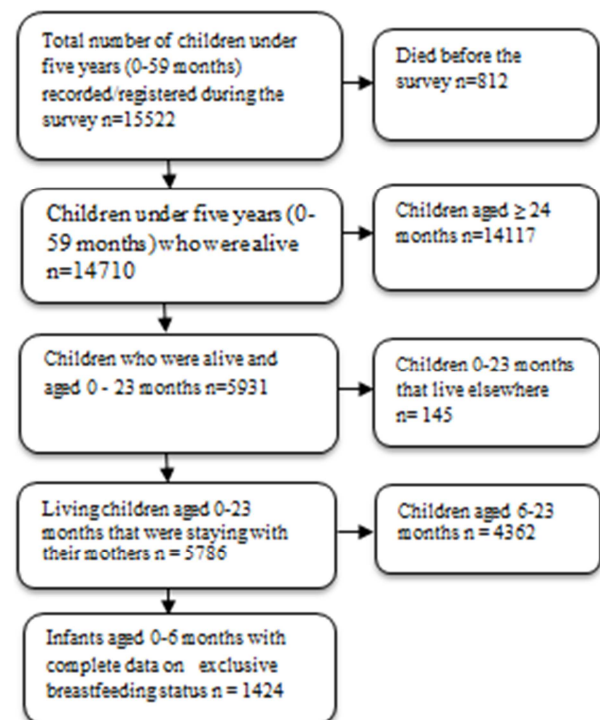 Total number of children under
five years (0-59 months)
recorded/registered during the
survey n=15522
Died before the
survey n=812
Children under five years (0-
59 months) who were alive
n=14710
Children aged ≥ 24
months n=14117
Children who were alive and
aged 0 - 23 months n=5931
Children 0-23 months
that live elsewhere
n= 145
Living children aged 0-23
months that were staying with
their mothers n = 5786
Children aged 6-23
months n = 4362
Infants aged 0-6 months with
complete data on exclusive
breastfeeding status n = 1424